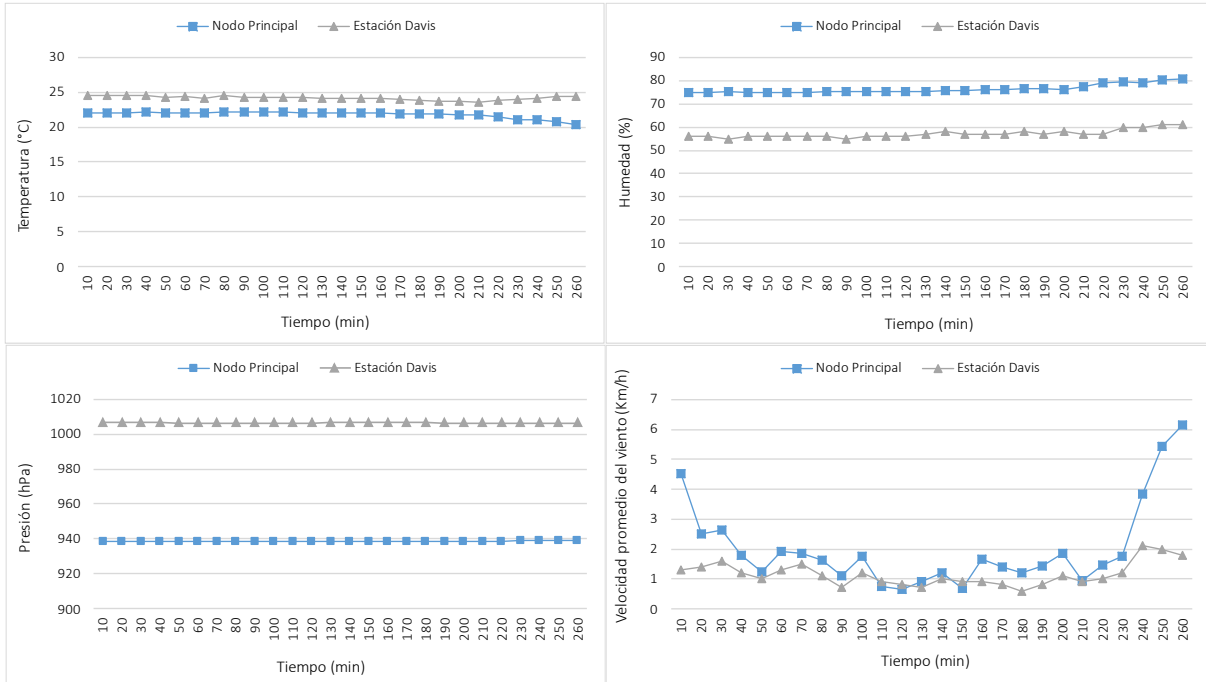 Nodo Principal Estación Davis
30
25
20
15
10
5
0
Temperatura (°C)
10 20 30 40 50 60 70 80 90 100 110 120 130 140 150 160 170 180 190 200 210 220 230 240 250 260
Tiempo (min)
Nodo Principal Estación Davis
90
80
70
60
50
40
30
20
10
0
Humedad (%)
10 20 30 40 50 60 70 80 90 100 110 120 130 140 150 160 170 180 190 200 210 220 230 240 250 260
Tiempo (min)
Nodo Principal Estación Davis
1020
1000
980
960
940
920
900
Presión (hPa)
10 20 30 40 50 60 70 80 90 100 110 120 130 140 150 160 170 180 190 200 210 220 230 240 250 260
Tiempo (min)
Nodo Principal Estación Davis
7
6
5
4
3
2
1
0
Velocidad promedio del viento (Km/h)
10 20 30 40 50 60 70 80 90 100 110 120 130 140 150 160 170 180 190 200 210 220 230 240 250 260
Tiempo (min)